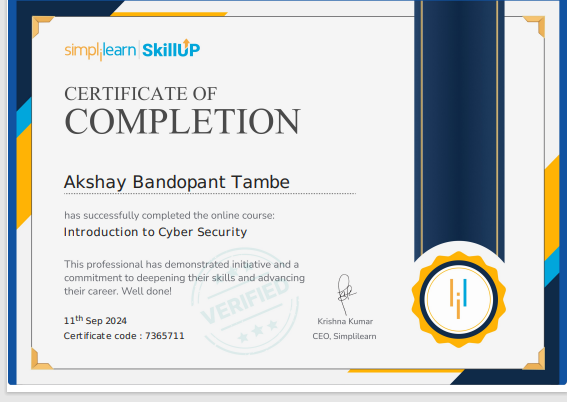 simplilearn | SkillUP
CERTIFICATE OF
COMPLETION
Akshay Bandopant Tambe
has successfully completed the online course:
Introduction to Cyber Security
This professional has demonstrated initiative and a
commitment to deepening their skills and advancing
their career. Well done!
VERIFIED
11th Sep 2024
Certificate code : 7365711
Krishna Kumar
CEO, Simplilearn